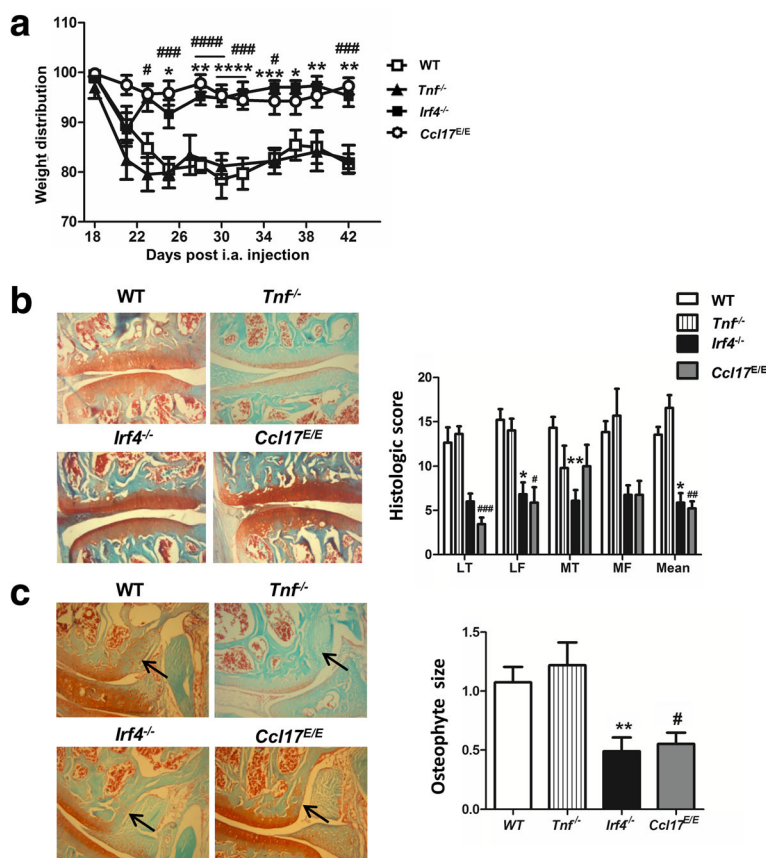 a
110
100
90
80
70
Weight distribution
18 22 26 30 34 38 42
Days post i.a. injection
# ### #### ### # ###
* ** **** *** * ** **
WT
Tnf-/-
Irf4-/-
Ccl17E/E
b
WT Tnf-/-
Irf4-/- Ccl17E/E
WT
Tnf-/-
Irf4-/-
Ccl17E/E
20
15
10
5
0
Histologic score
* # ** * ## ###
LT LF MT MF Mean
c
WT Tnf-/-
Irf4-/- Ccl17E/E
1.5
1.0
0.5
0.0
Osteophyte size
** #
WT Tnf-/- Irf4-/- Ccl17E/E